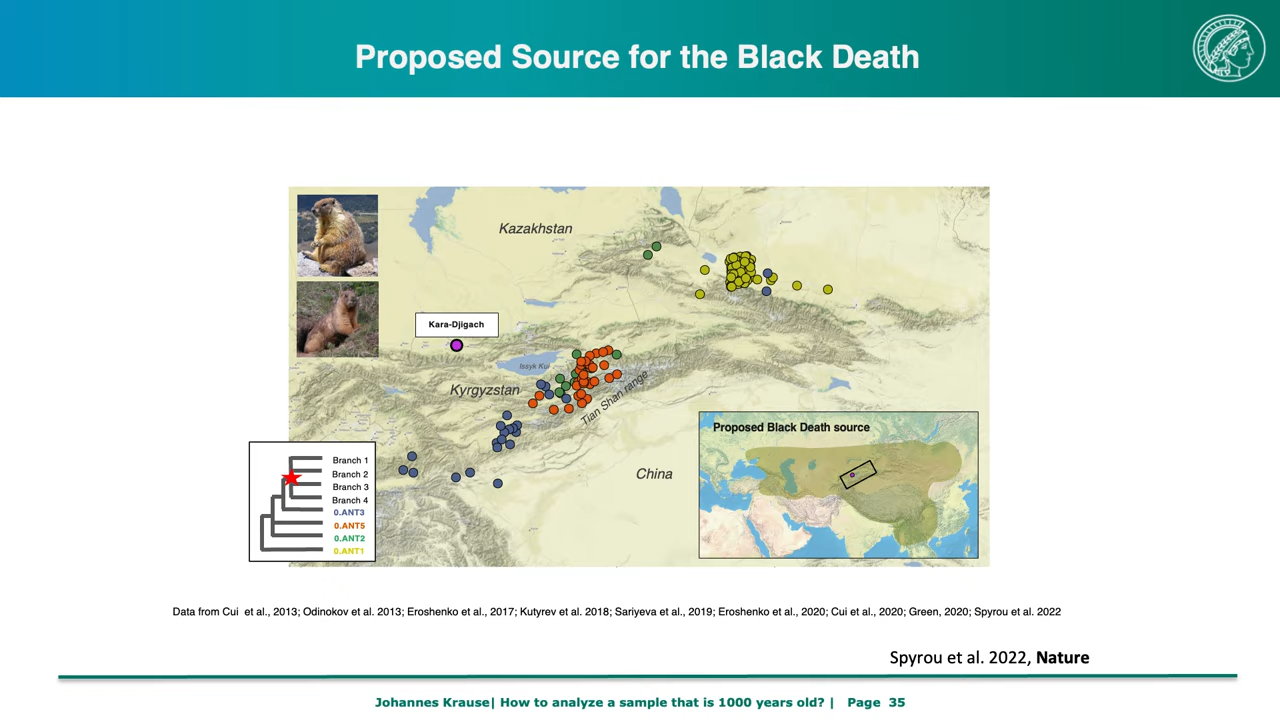 Proposed Source for the Black Death
Kazakhstan
Kara-Djigach
Issyk Kul
Kyrgyzstan
Tian Shan range
China
Proposed Black Death source
Branch 1
Branch 2
Branch 3
Branch 4
0.ANT3
0.ANT5
0.ANT2
0.ANT1
Data from Cui et al., 2013; Odinokov et al. 2013; Eroshenko et al., 2017; Kutyrev et al. 2018; Sariyeva et al., 2019; Eroshenko et al., 2020; Cui et al., 2020; Green, 2020; Spyrou et al. 2022
Spyrou et al. 2022, Nature
Johannes Krause| How to analyze a sample that is 1000 years old? | Page 35